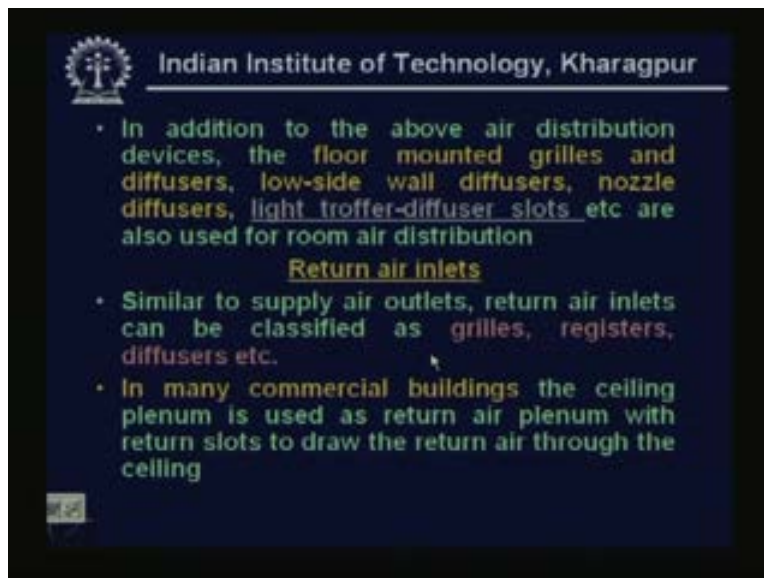 Indian Institute of Technology, Kharagpur
• In addition to the above air distribution
devices, the floor mounted grilles and
diffusers, low-side wall diffusers, nozzle
diffusers, light troffer-diffuser slots etc are
also used for room air distribution
Return air inlets
• Similar to supply air outlets, return air inlets
can be classified as grilles, registers,
diffusers etc.
• In many commercial buildings the ceiling
plenum is used as return air plenum with
return slots to draw the return air through the
ceiling